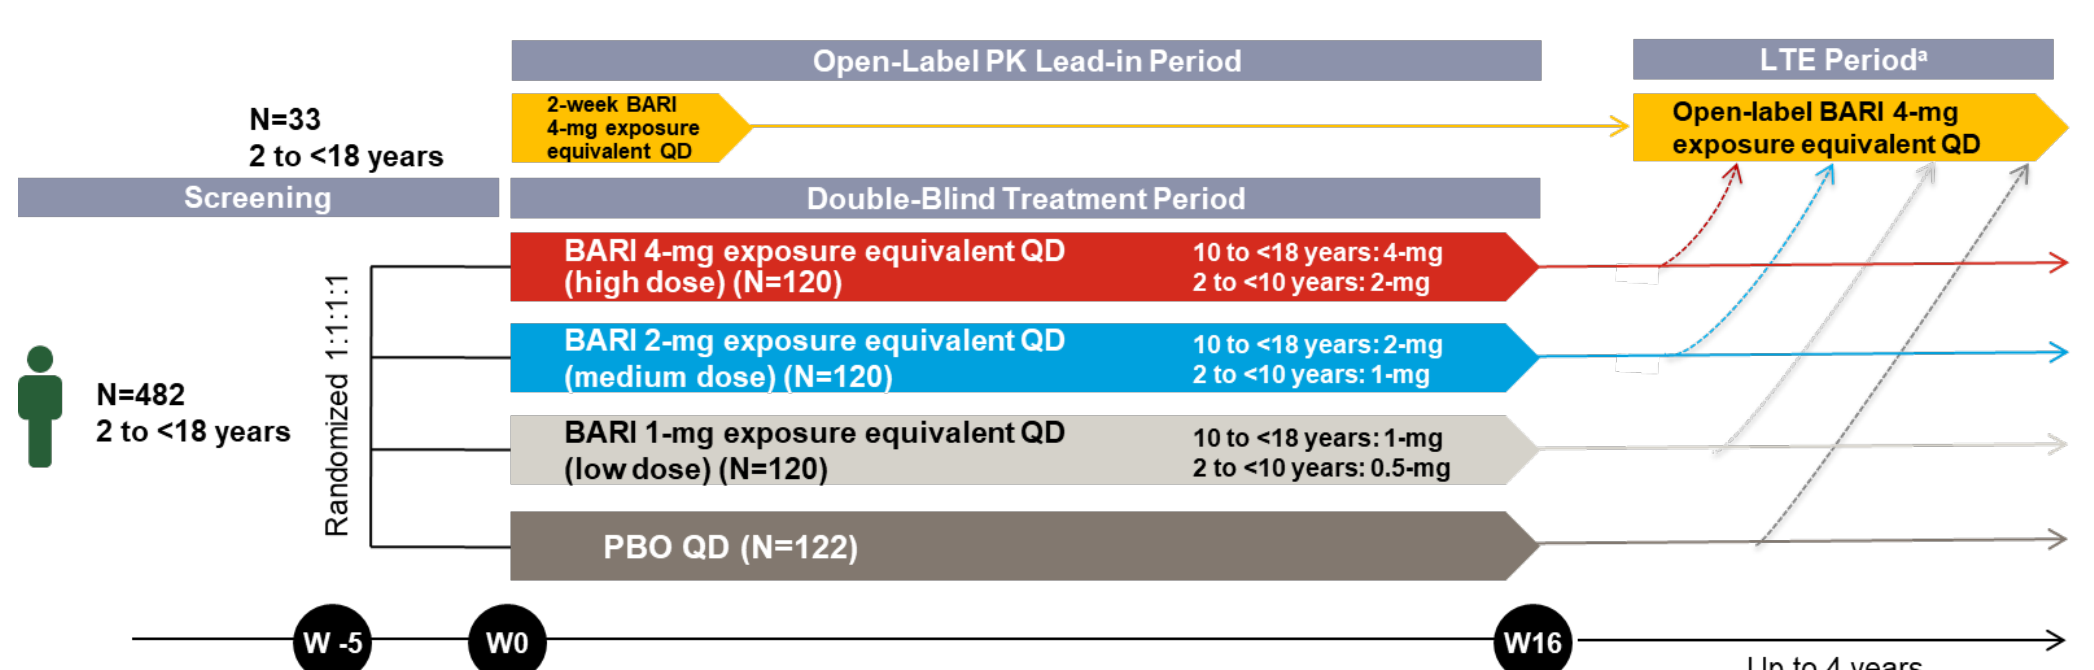 Open-Label PK Lead-in Period
LTE Periodᵃ
N=33
2 to <18 years
2-week BARI
4-mg exposure
equivalent QD
Open-label BARI 4-mg
exposure equivalent QD
Screening
Double-Blind Treatment Period
N=482
2 to <18 years
Randomized 1:1:1:1
BARI 4-mg exposure equivalent QD
(high dose) (N=120)
10 to <18 years: 4-mg
2 to <10 years: 2-mg
BARI 2-mg exposure equivalent QD
(medium dose) (N=120)
10 to <18 years: 2-mg
2 to <10 years: 1-mg
BARI 1-mg exposure equivalent QD
(low dose) (N=120)
10 to <18 years: 1-mg
2 to <10 years: 0.5-mg
PBO QD (N=122)
W -5
W0
W16
Up to 4 years